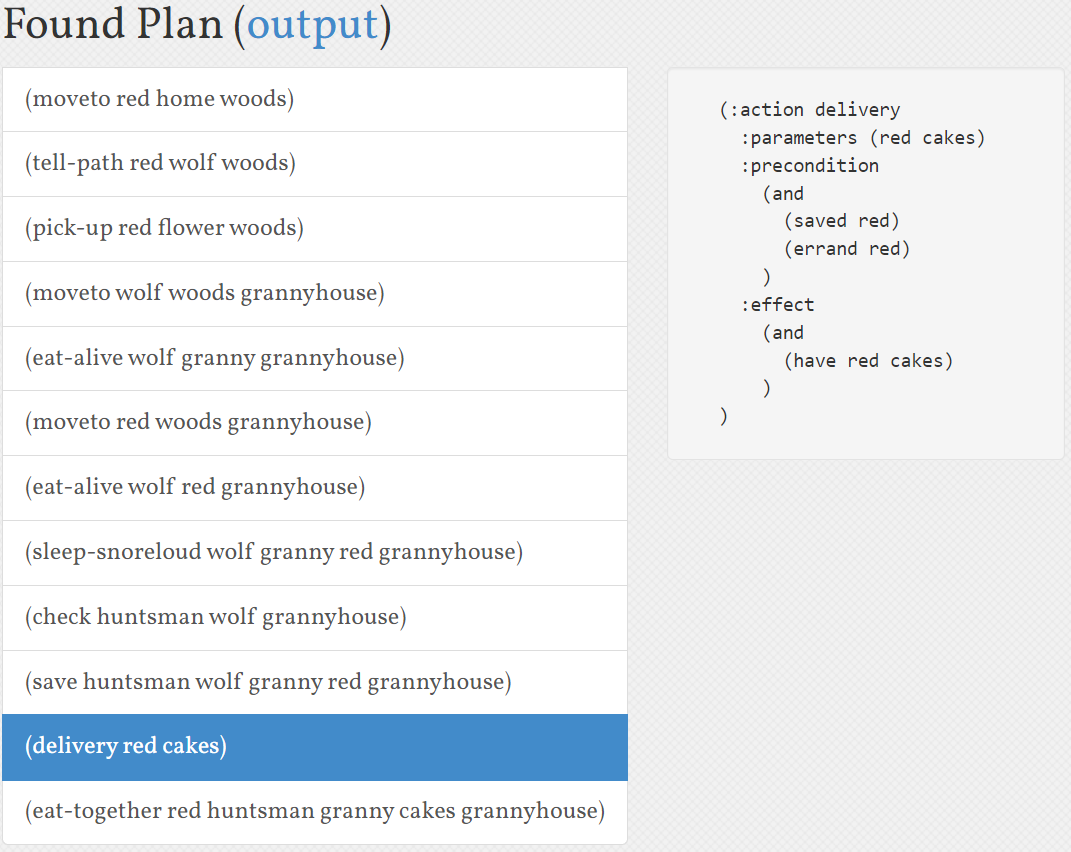 Found Plan (output)
(moveto red home woods)
(tell-path red wolf woods)
(pick-up red flower woods)
(moveto wolf woods grannyhouse)
(eat-alive wolf granny grannyhouse)
(moveto red woods grannyhouse)
(eat-alive wolf red grannyhouse)
(sleep-snoreloud wolf granny red grannyhouse)
(check huntsman wolf grannyhouse)
(save huntsman wolf granny red grannyhouse)
(delivery red cakes)
(eat-together red huntsman granny cakes grannyhouse)
(:action delivery
  :parameters (red cakes)
  :precondition
    (and
      (saved red)
      (errand red)
    )
  :effect
    (and
      (have red cakes)
    )
)